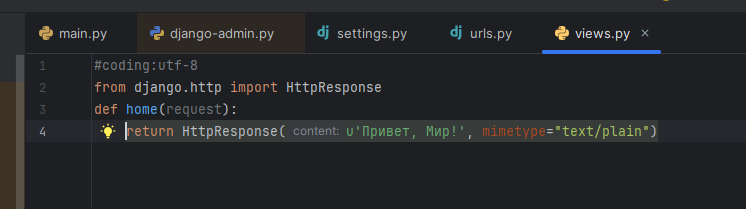 main.py django-admin.py settings.py urls.py views.py ×
1 #coding:utf-8
2 from django.http import HttpResponse
3 def home(request):
4 return HttpResponse( content: u'Привет, Мир!', mimetype="text/plain")